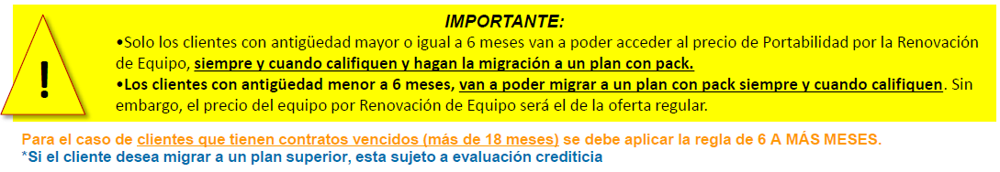 IMPORTANTE:
•Solo los clientes con antigüedad mayor o igual a 6 meses van a poder acceder al precio de Portabilidad por la Renovación
de Equipo, siempre y cuando califiquen y hagan la migración a un plan con pack.
•Los clientes con antigüedad menor a 6 meses, van a poder migrar a un plan con pack siempre y cuando califiquen. Sin
embargo, el precio del equipo por Renovación de Equipo será el de la oferta regular.
!
Para el caso de clientes que tienen contratos vencidos (más de 18 meses) se debe aplicar la regla de 6 A MÁS MESES.
*Si el cliente desea migrar a un plan superior, esta sujeto a evaluación crediticia